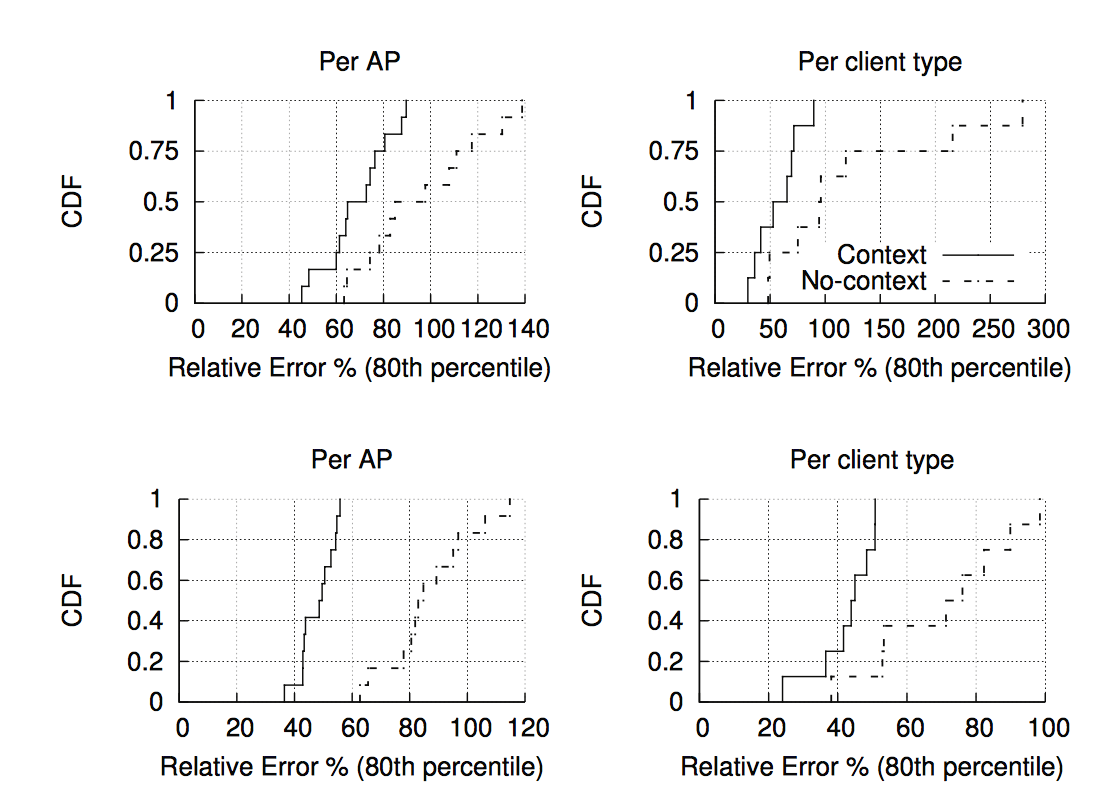 Per AP
1
0.75
0.5
0.25
0
CDF
0 20 40 60 80 100 120 140
Relative Error % (80th percentile)
Per client type
1
0.75
0.5
0.25
0
CDF
Context
No-context
0 50 100 150 200 250 300
Relative Error % (80th percentile)
Per AP
1
0.8
0.6
0.4
0.2
0
CDF
0 20 40 60 80 100 120
Relative Error % (80th percentile)
Per client type
1
0.8
0.6
0.4
0.2
0
CDF
0 20 40 60 80 100
Relative Error % (80th percentile)